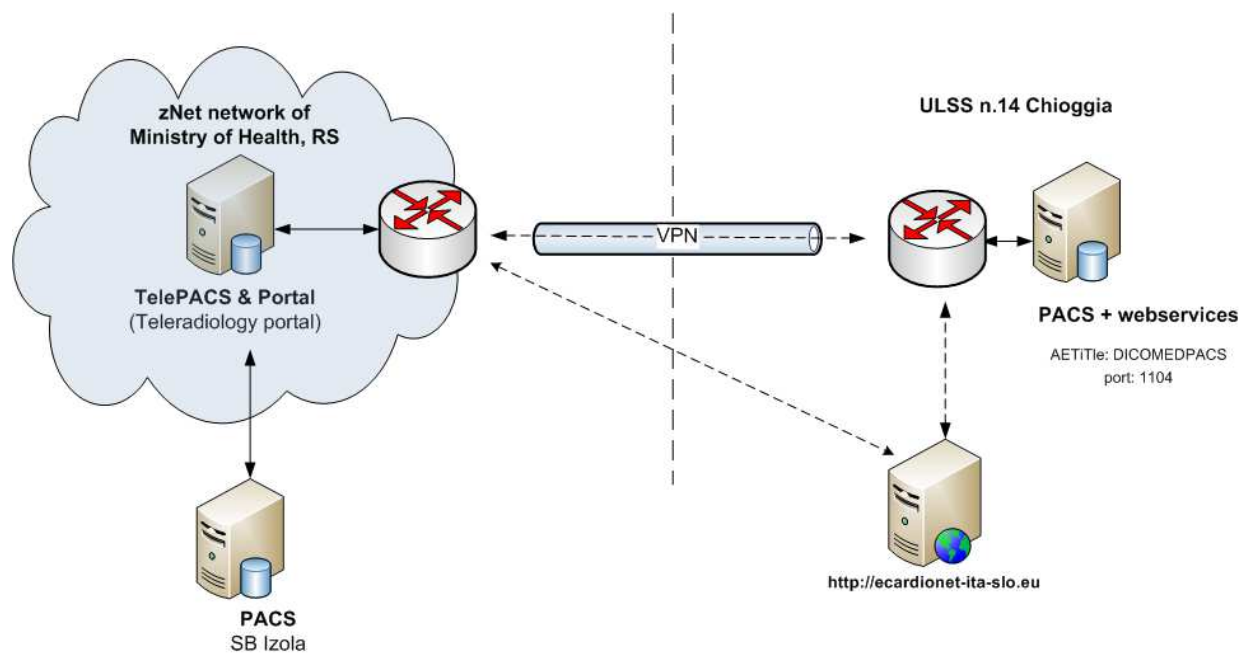 zNet network of
Ministry of Health, RS
TelePACS & Portal
(Teleradiology portal)
PACS
SB Izola
VPN
ULSS n.14 Chioggia
PACS + webservices
AETiTle: DICOMEDPACS
port: 1104
http://ecardionet-ita-slo.eu